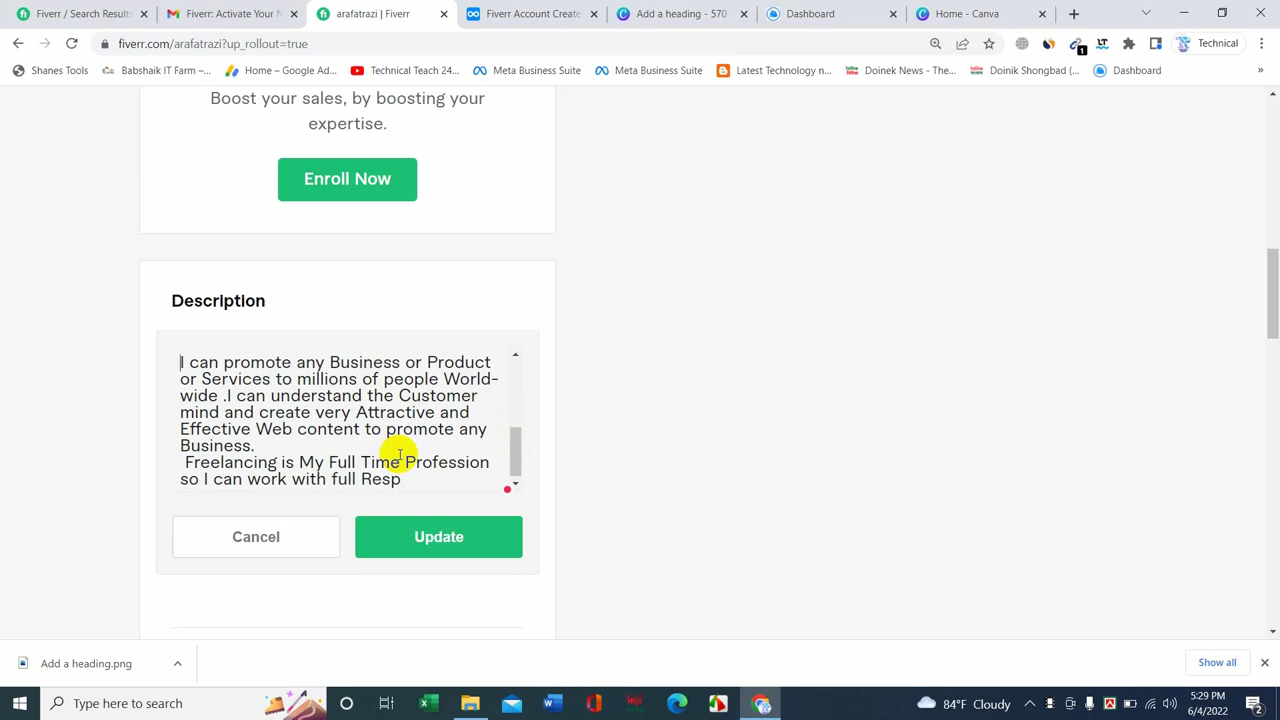 Fiverr / Search Results
Fiverr: Activate Your N
arafatrazi | Fiverr
Fiverr Account Create
Add a heading - 570
Dashboard
Home - Canva
fiverr.com/arafatrazi?up_rollout=true
Technical
Shanes Tools
Babshaik IT Farm –...
Home – Google Ad...
Technical Teach 24...
Meta Business Suite
Meta Business Suite
Latest Technology n...
Doinek News - The...
Doinik Shongbad (...
Dashboard
Boost your sales, by boosting your
expertise.
Enroll Now
Description
I can promote any Business or Product
or Services to millions of people World-
wide .I can understand the Customer
mind and create very Attractive and
Effective Web content to promote any
Business.
Freelancing is My Full Time Profession
so I can work with full Resp
Cancel
Update
Add a heading.png
Show all
Type here to search
84°F Cloudy
5:29 PM
6/4/2022
2